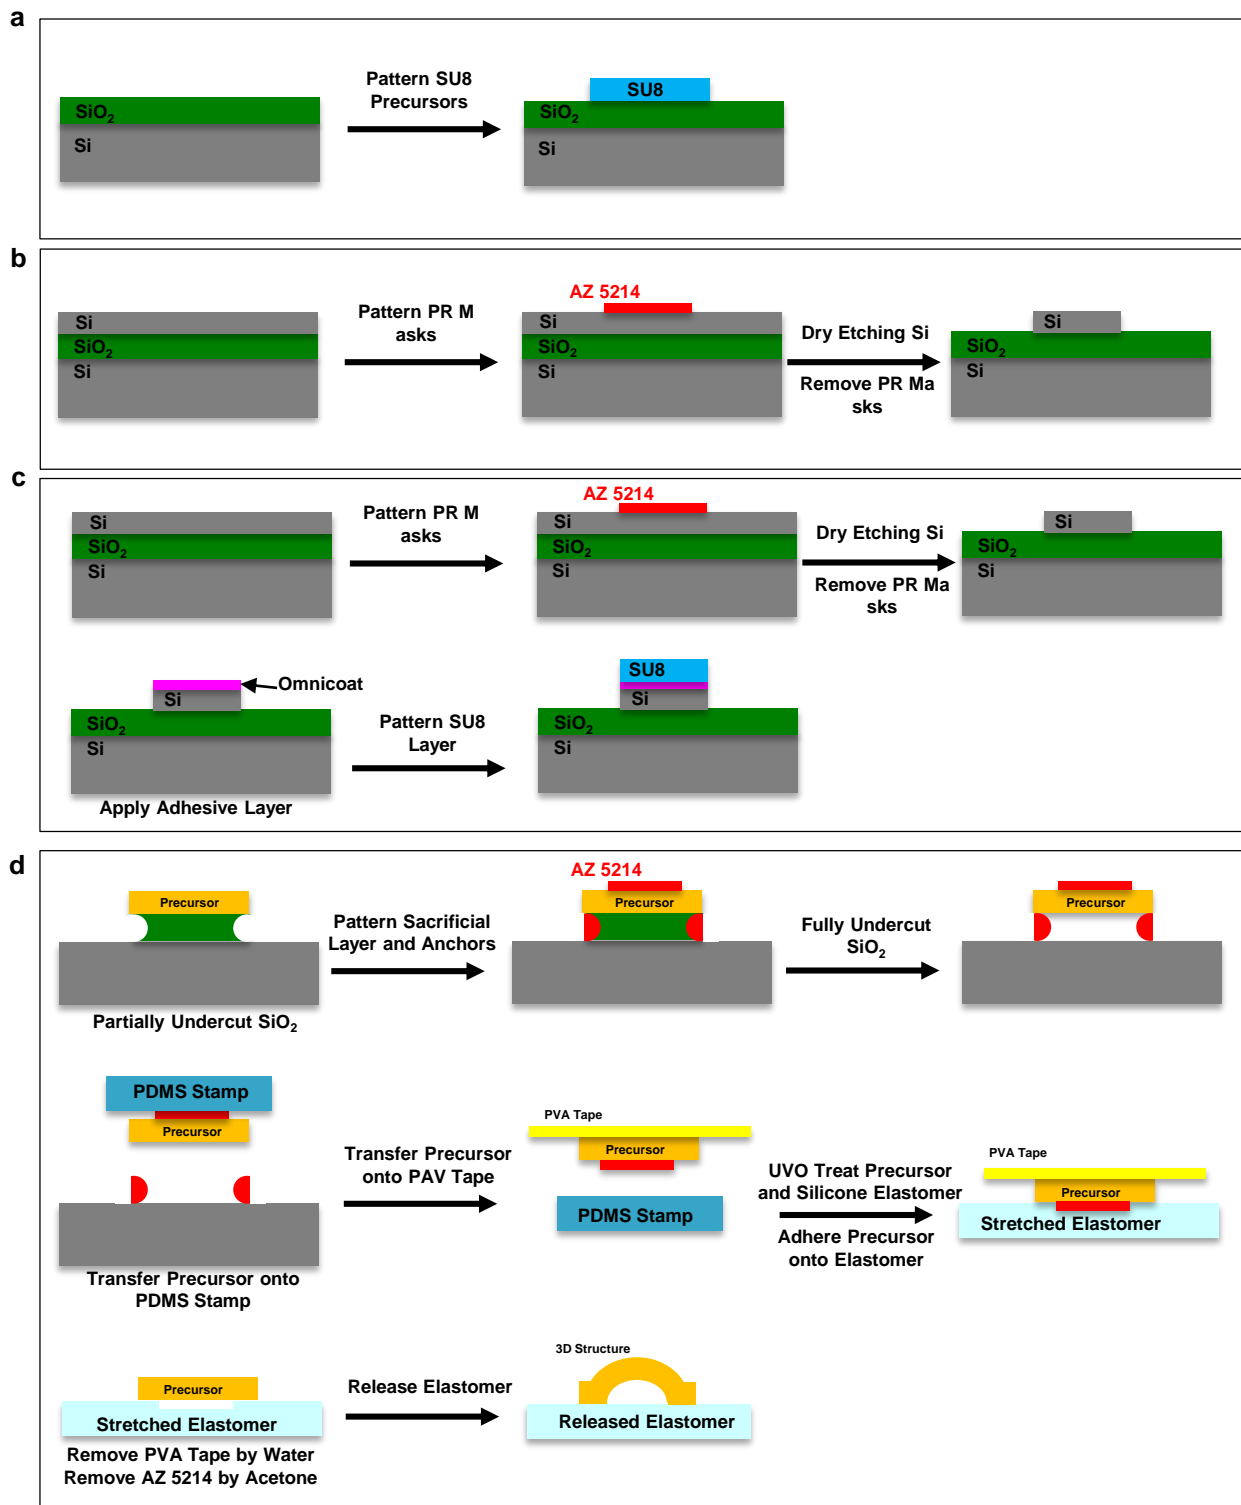 a
Pattern SU8
Precursors
SiO2
Si
SU8
SiO2
Si
b
Si
SiO2
Si
Pattern PR M
asks
AZ 5214
Si
SiO2
Si
Dry Etching Si
Remove PR Ma
sks
Si
SiO2
Si
c
Si
SiO2
Si
Pattern PR M
asks
AZ 5214
Si
SiO2
Si
Dry Etching Si
Remove PR Ma
sks
Si
SiO2
Si
Omnicoat
Si
SiO2
Si
Apply Adhesive Layer
Pattern SU8
Layer
SU8
Si
SiO2
Si
d
Precursor
Partially Undercut SiO2
Pattern Sacrificial
Layer and Anchors
AZ 5214
Precursor
Fully Undercut
SiO2
Precursor
PDMS Stamp
Precursor
Transfer Precursor onto
PDMS Stamp
Transfer Precursor
onto PAV Tape
PVA Tape
Precursor
PDMS Stamp
UVO Treat Precursor
and Silicone Elastomer
Adhere Precursor
onto Elastomer
PVA Tape
Precursor
Stretched Elastomer
Precursor
Stretched Elastomer
Remove PVA Tape by Water
Remove AZ 5214 by Acetone
Release Elastomer
3D Structure
Released Elastomer